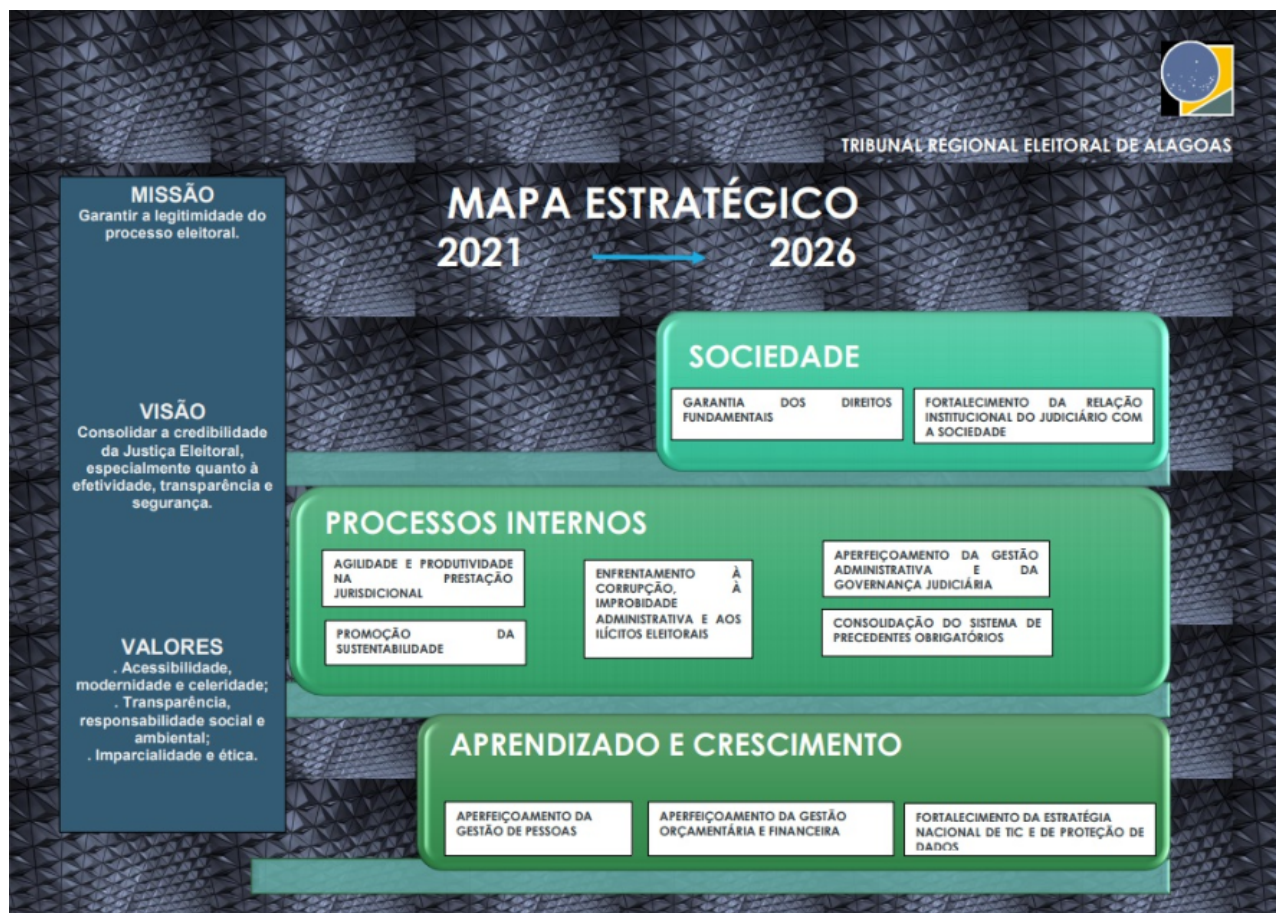 TRIBUNAL REGIONAL ELEITORAL DE ALAGOAS
MISSÃO
Garantir a legitimidade do
processo eleitoral.
VISÃO
Consolidar a credibilidade
da Justiça Eleitoral,
especialmente quanto à
efetividade, transparência e
segurança.
VALORES
. Acessibilidade,
modernidade e celeridade;
. Transparência,
responsabilidade social e
ambiental;
. Imparcialidade e ética.
MAPA ESTRATÉGICO
2021 2026
SOCIEDADE
GARANTIA DOS DIREITOS
FUNDAMENTAIS
FORTALECIMENTO DA RELAÇÃO
INSTITUCIONAL DO JUDICIÁRIO COM
A SOCIEDADE
PROCESSOS INTERNOS
AGILIDADE E PRODUTIVIDADE
NA PRESTAÇÃO
JURISDICIONAL
PROMOÇÃO DA
SUSTENTABILIDADE
ENFRENTAMENTO À
CORRUPÇÃO, À
IMPROBIDADE
ADMINISTRATIVA E AOS
ILÍCITOS ELEITORAIS
APERFEIÇOAMENTO DA GESTÃO
ADMINISTRATIVA E DA
GOVERNANÇA JUDICIÁRIA
CONSOLIDAÇÃO DO SISTEMA DE
PRECEDENTES OBRIGATÓRIOS
APRENDIZADO E CRESCIMENTO
APERFEIÇOAMENTO DA
GESTÃO DE PESSOAS
APERFEIÇOAMENTO DA GESTÃO
ORÇAMENTÁRIA E FINANCEIRA
FORTALECIMENTO DA ESTRATÉGIA
NACIONAL DE TIC E DE PROTEÇÃO DE
DADOS